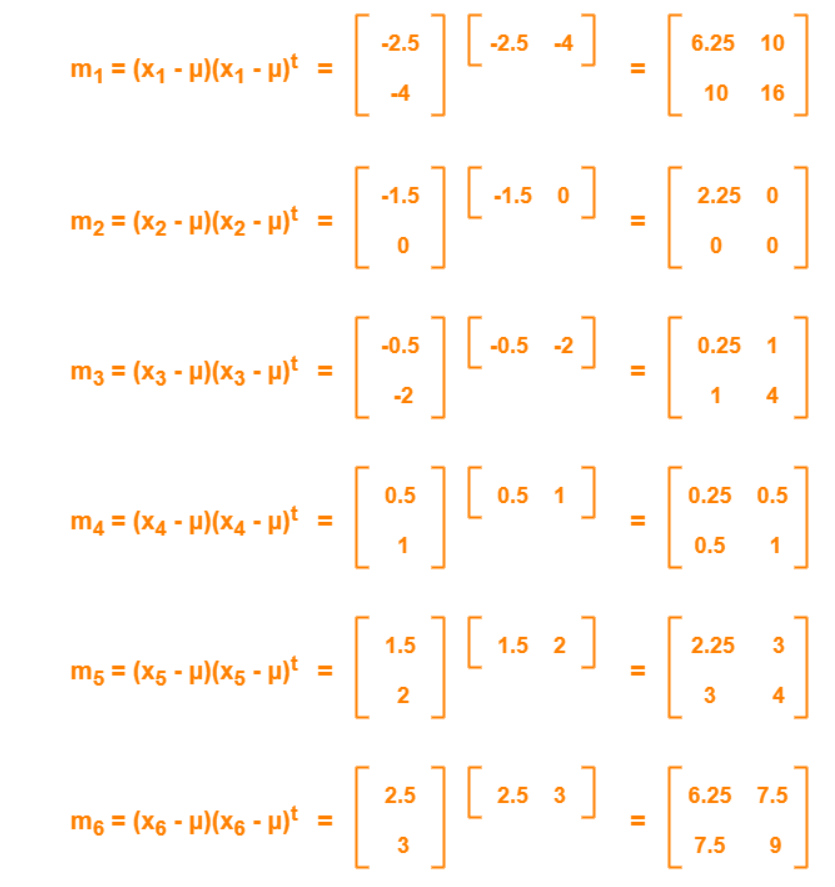 m₁ = (x₁ - μ)(x₁ - μ)ᵗ = [-2.5 -4] [-2.5 -4] = [6.25 10
10 16]
m₂ = (x₂ - μ)(x₂ - μ)ᵗ = [-1.5 0] [-1.5 0] = [2.25 0
0 0]
m₃ = (x₃ - μ)(x₃ - μ)ᵗ = [-0.5 -2] [-0.5 -2] = [0.25 1
1 4]
m₄ = (x₄ - μ)(x₄ - μ)ᵗ = [0.5 1] [0.5 1] = [0.25 0.5
0.5 1]
m₅ = (x₅ - μ)(x₅ - μ)ᵗ = [1.5 2] [1.5 2] = [2.25 3
3 4]
m₆ = (x₆ - μ)(x₆ - μ)ᵗ = [2.5 3] [2.5 3] = [6.25 7.5
7.5 9]